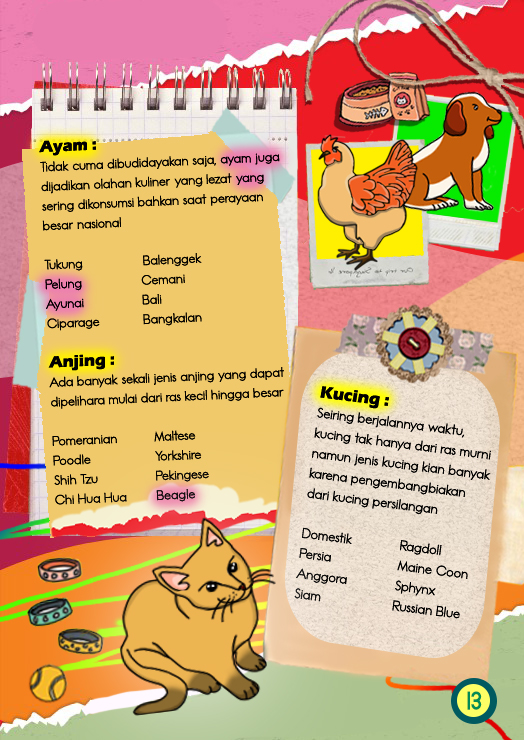 Ayam :
Tidak cuma dibudidayakan saja, ayam juga
dijadikan olahan kuliner yang lezat yang
sering dikonsumsi bahkan saat perayaan
besar nasional
Tukung
Pelung
Ayunai
Ciparage
Balenggek
Cemani
Bali
Bangkalan
Anjing :
Ada banyak sekali jenis anjing yang dapat
dipelihara mulai dari ras kecil hingga besar
Pomeranian
Poodle
Shih Tzu
Chi Hua Hua
Maltese
Yorkshire
Pekingese
Beagle
Kucing :
Seiring berjalannya waktu,
kucing tak hanya dari ras murni
namun jenis kucing kian banyak
karena pengembangbiakan
dari kucing persilangan
Domestik
Persia
Anggora
Siam
Ragdoll
Maine Coon
Sphynx
Russian Blue
13